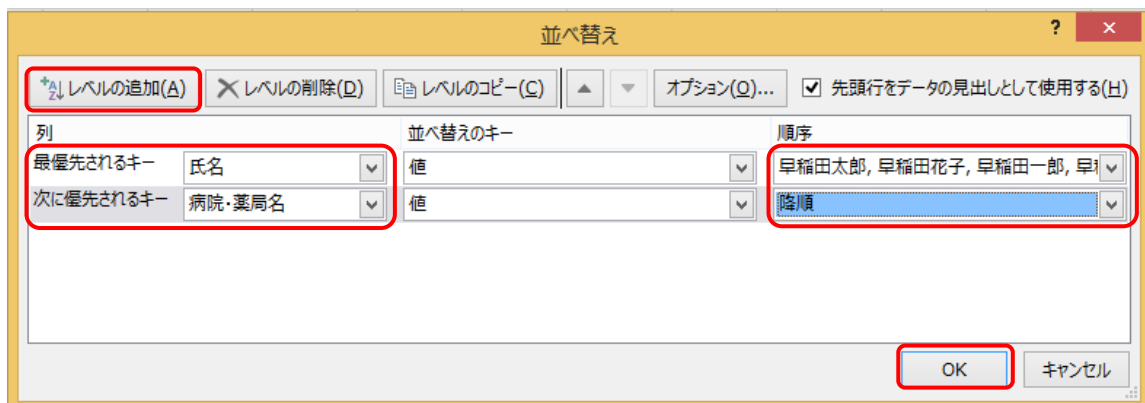 並べ替え ?
レベルの追加(A) レベルの削除(D) レベルのコピー(C) オプション(O)... 先頭行をデータの見出しとして使用する(H)
列 並べ替えのキー 順序
最優先されるキー 氏名 値 早稲田太郎, 早稲田花子, 早稲田一郎,
次に優先されるキー 病院・薬局名 値 降順
OK キャンセル